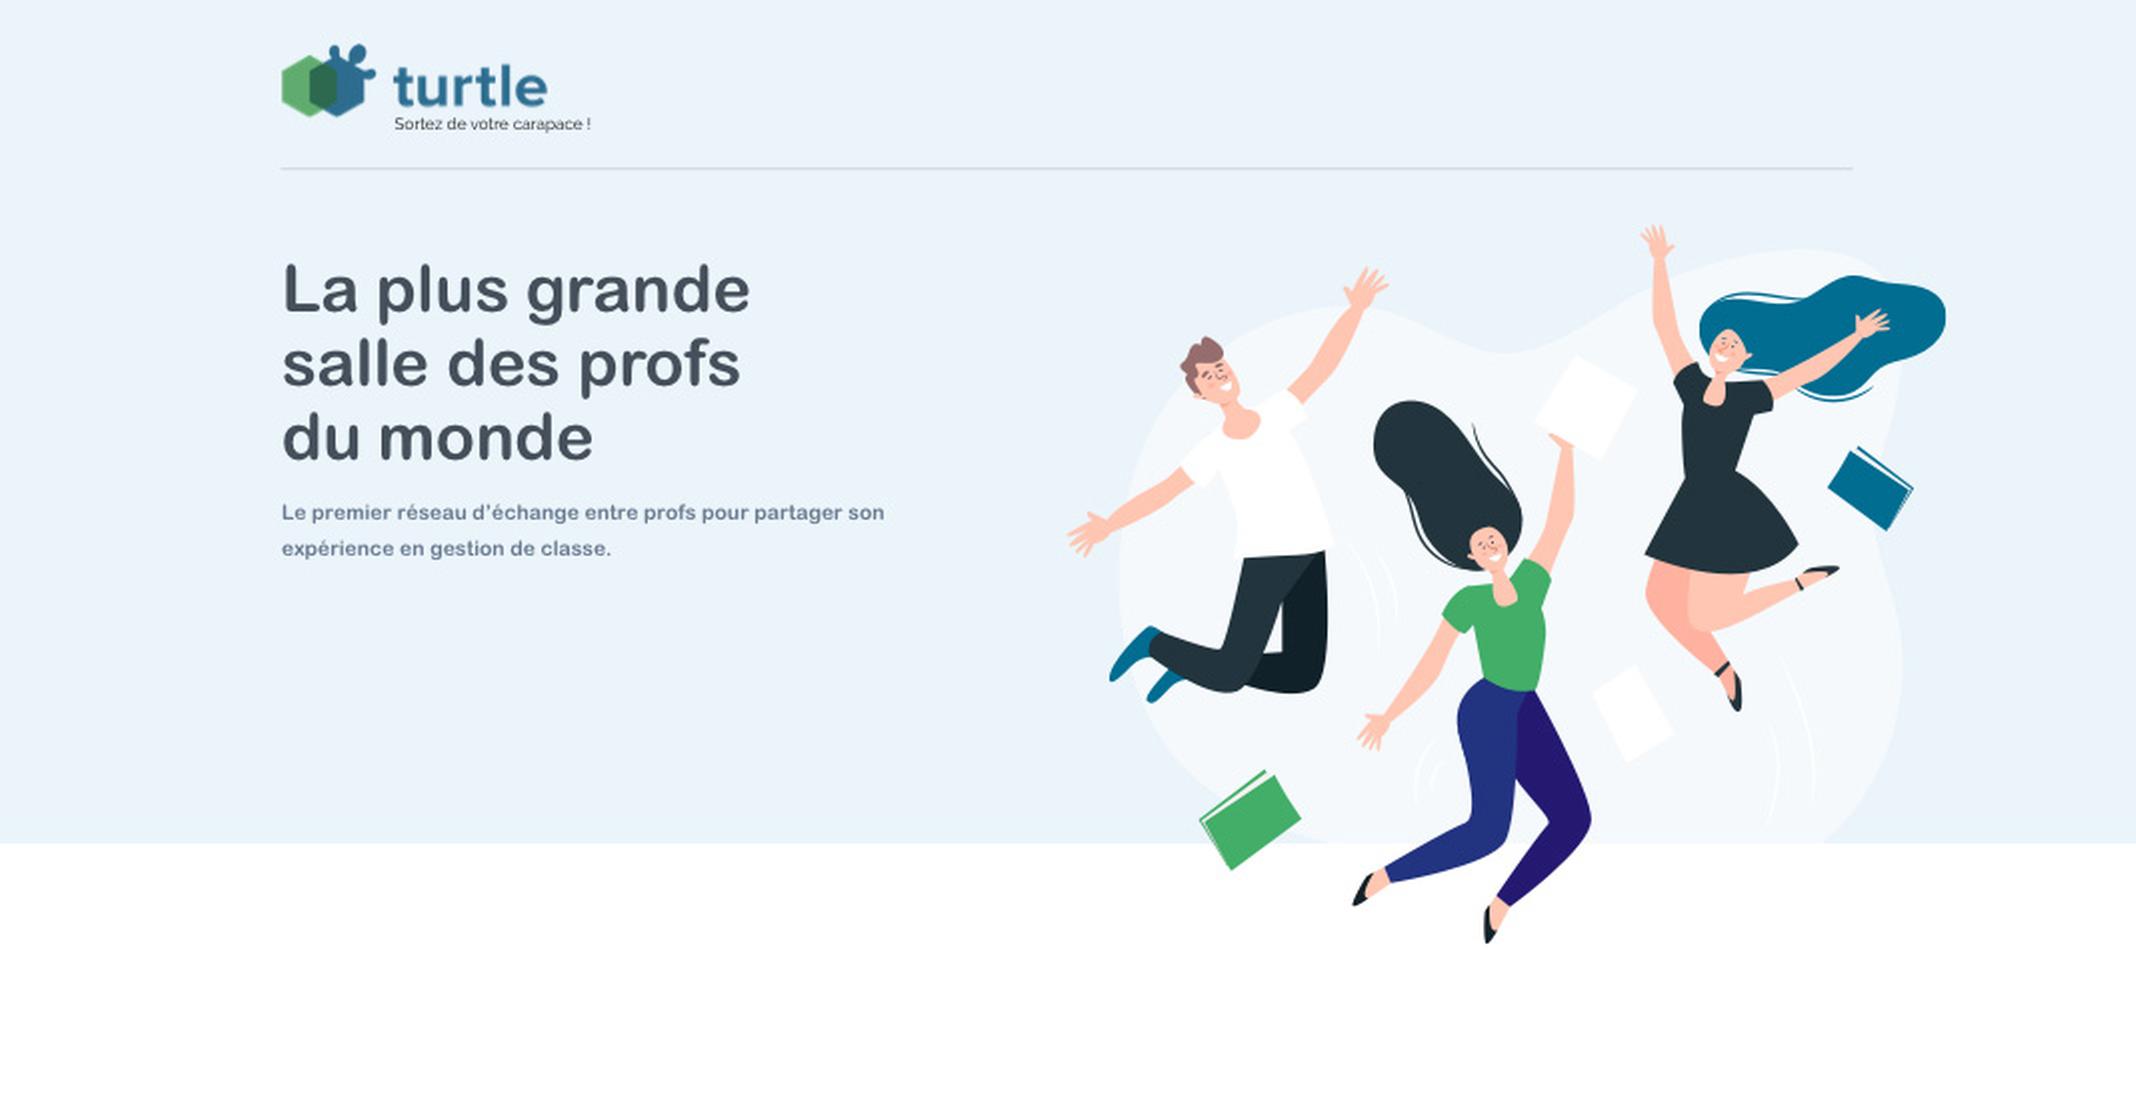 turtle
Sortez de votre carapace !
La plus grande
salle des profs
du monde
Le premier réseau d'échange entre profs pour partager son
expérience en gestion de classe.